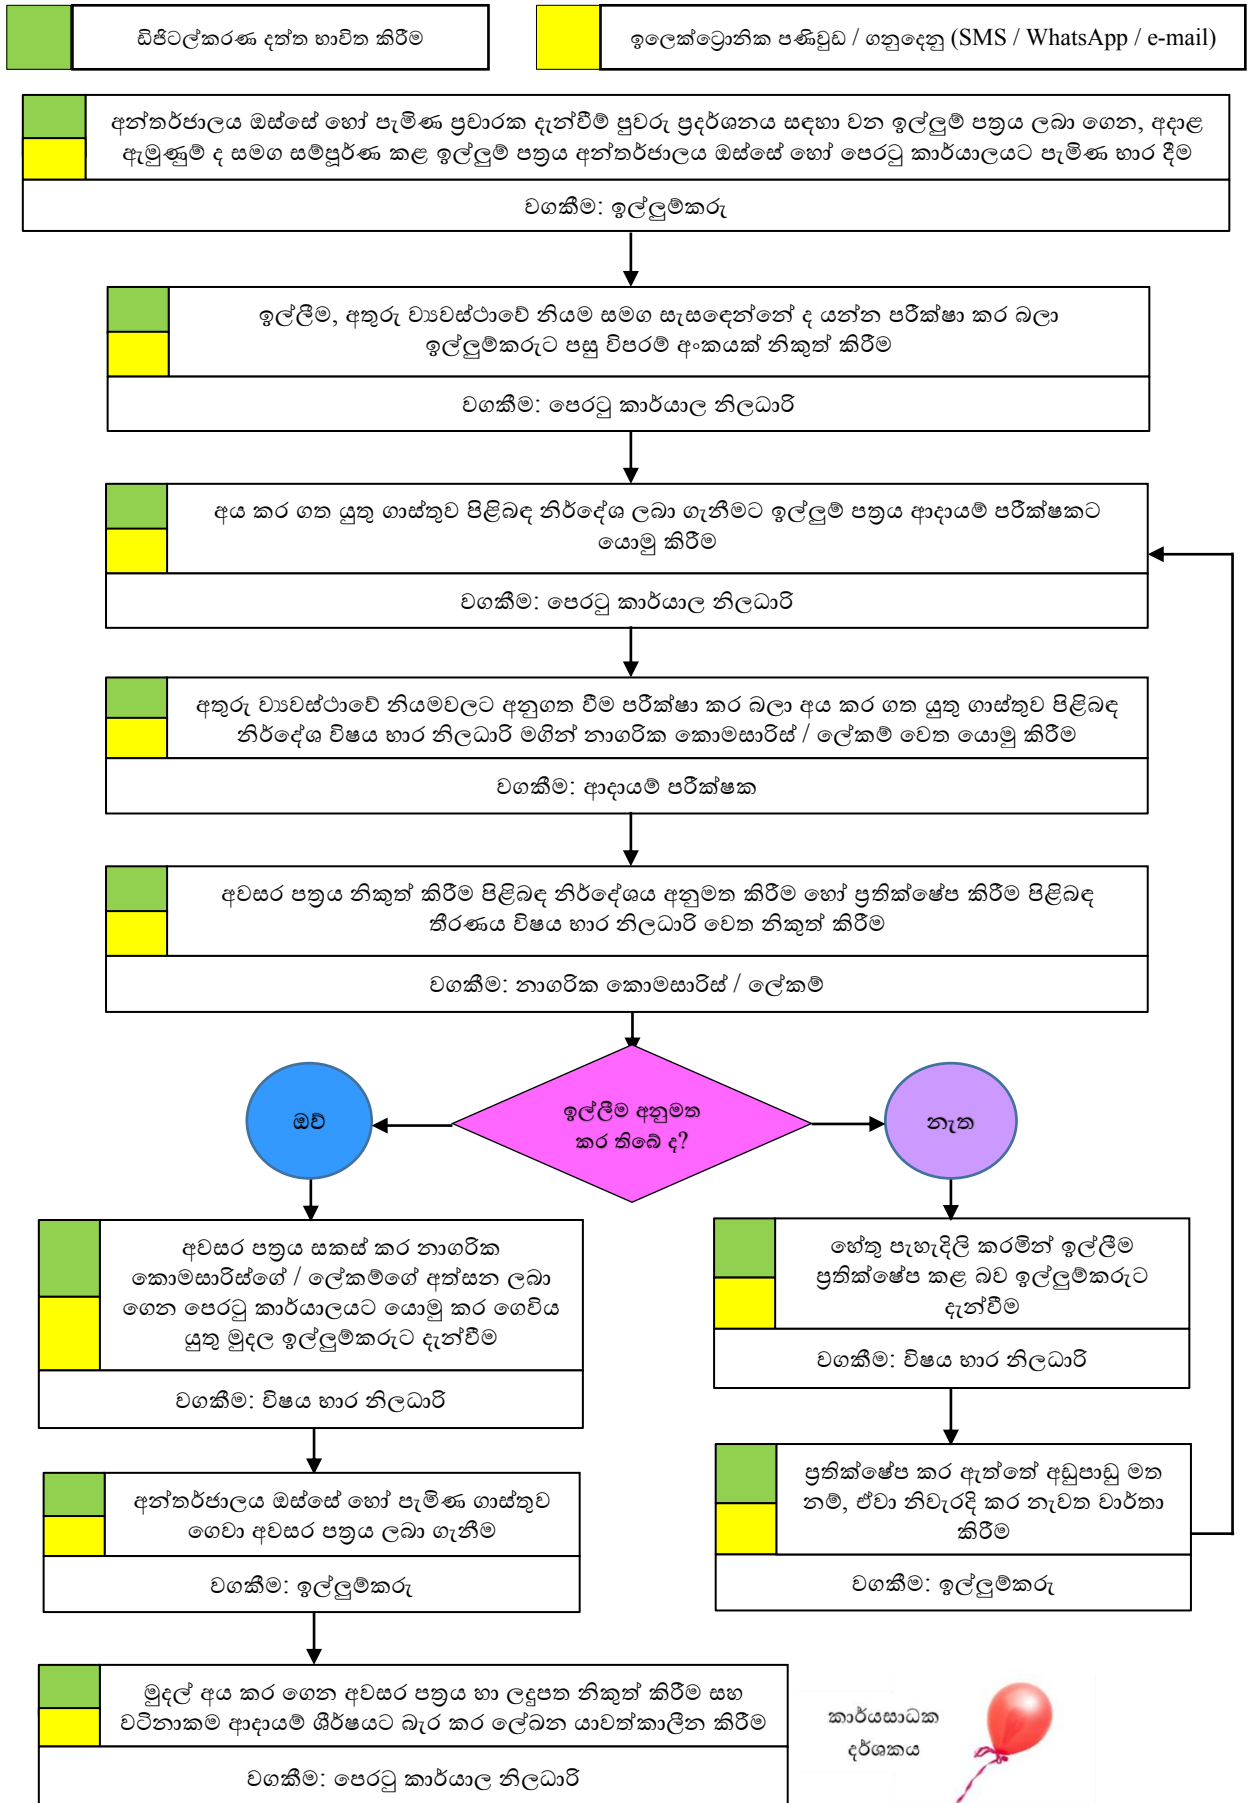 ඩිජිටල්කරණ දත්ත භාවිත කිරීම
ඉලෙක්ට්‍රොනික පණිවුඩ / ගනුදෙනු (SMS / WhatsApp / e-mail)
අන්තර්ජාලය ඔස්සේ හෝ පැමිණ ප්‍රචාරක දැන්වීම් පුවරු ප්‍රදර්ශනය සඳහා වන ඉල්ලුම් පත්‍රය ලබා ගෙන, අදාළ
ඇමුණුම් ද සමග සම්පූර්ණ කළ ඉල්ලුම් පත්‍රය අන්තර්ජාලය ඔස්සේ හෝ පෙරටු කාර්යාලයට පැමිණ භාර දීම
වගකීම: ඉල්ලුම්කරු
ඉල්ලීම, අතුරු ව්‍යවස්ථාවේ නියම සමග සැසඳෙන්නේ ද යන්න පරීක්ෂා කර බලා
ඉල්ලුම්කරුට පසු විපරම් අංකයක් නිකුත් කිරීම
වගකීම: පෙරටු කාර්යාල නිලධාරි
අය කර ගත යුතු ගාස්තුව පිළිබඳ නිර්දේශ ලබා ගැනීමට ඉල්ලුම් පත්‍රය ආදායම් පරීක්ෂකට
යොමු කිරීම
වගකීම: පෙරටු කාර්යාල නිලධාරි
අතුරු ව්‍යවස්ථාවේ නියමවලට අනුගත වීම පරීක්ෂා කර බලා අය කර ගත යුතු ගාස්තුව පිළිබඳ
නිර්දේශ විෂය භාර නිලධාරි මගින් නාගරික කොමසාරිස් / ලේකම් වෙත යොමු කිරීම
වගකීම: ආදායම් පරීක්ෂක
අවසර පත්‍රය නිකුත් කිරීම පිළිබඳ නිර්දේශය අනුමත කිරීම හෝ ප්‍රතික්ෂේප කිරීම පිළිබඳ
තීරණය විෂය භාර නිලධාරි වෙත නිකුත් කිරීම
වගකීම: නාගරික කොමසාරිස් / ලේකම්
ඉල්ලීම අනුමත
කර තිබේ ද?
ඔව්
නැත
අවසර පත්‍රය සකස් කර නාගරික
කොමසාරිස්ගේ / ලේකම්ගේ අත්සන ලබා
ගෙන පෙරටු කාර්යාලයට යොමු කර ගෙවිය
යුතු මුදල ඉල්ලුම්කරුට දැන්වීම
වගකීම: විෂය භාර නිලධාරි
හේතු පැහැදිලි කරමින් ඉල්ලීම
ප්‍රතික්ෂේප කළ බව ඉල්ලුම්කරුට
දැන්වීම
වගකීම: විෂය භාර නිලධාරි
අන්තර්ජාලය ඔස්සේ හෝ පැමිණ ගාස්තුව
ගෙවා අවසර පත්‍රය ලබා ගැනීම
වගකීම: ඉල්ලුම්කරු
ප්‍රතික්ෂේප කර ඇත්තේ අඩුපාඩු මත
නම්, ඒවා නිවැරදි කර නැවත වාර්තා
කිරීම
වගකීම: ඉල්ලුම්කරු
මුදල් අය කර ගෙන අවසර පත්‍රය හා ලදුපත නිකුත් කිරීම සහ
වටිනාකම ආදායම් ශීර්ෂයට බැර කර ලේඛන යාවත්කාලීන කිරීම
වගකීම: පෙරටු කාර්යාල නිලධාරි
කාර්යසාධක
දර්ශකය